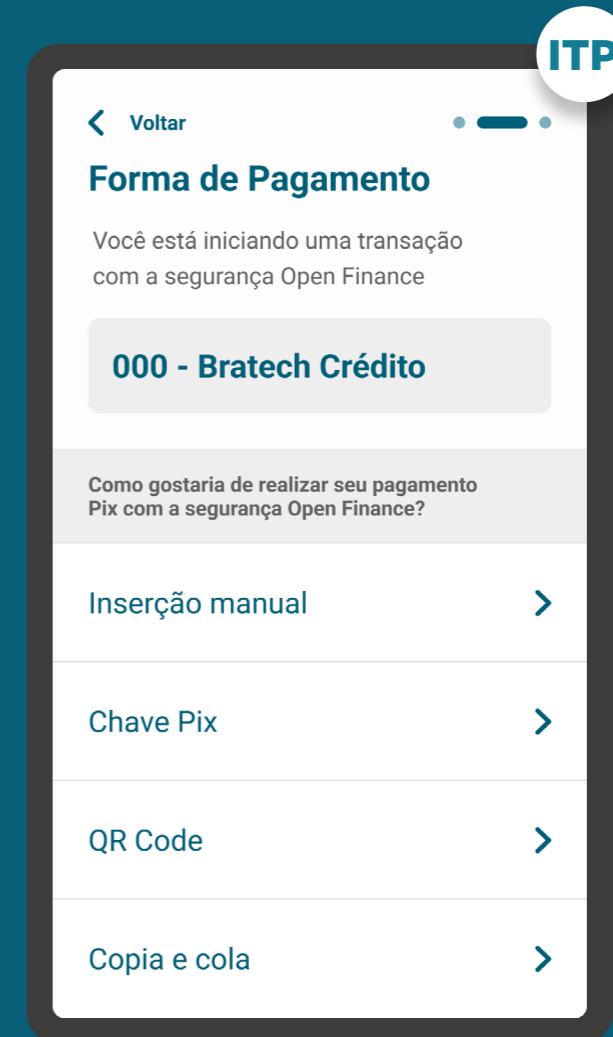 ITP
Voltar
Forma de Pagamento
Você está iniciando uma transação
com a segurança Open Finance
000 - Bratech Crédito
Como gostaria de realizar seu pagamento
Pix com a segurança Open Finance?
Inserção manual
Chave Pix
QR Code
Copia e cola